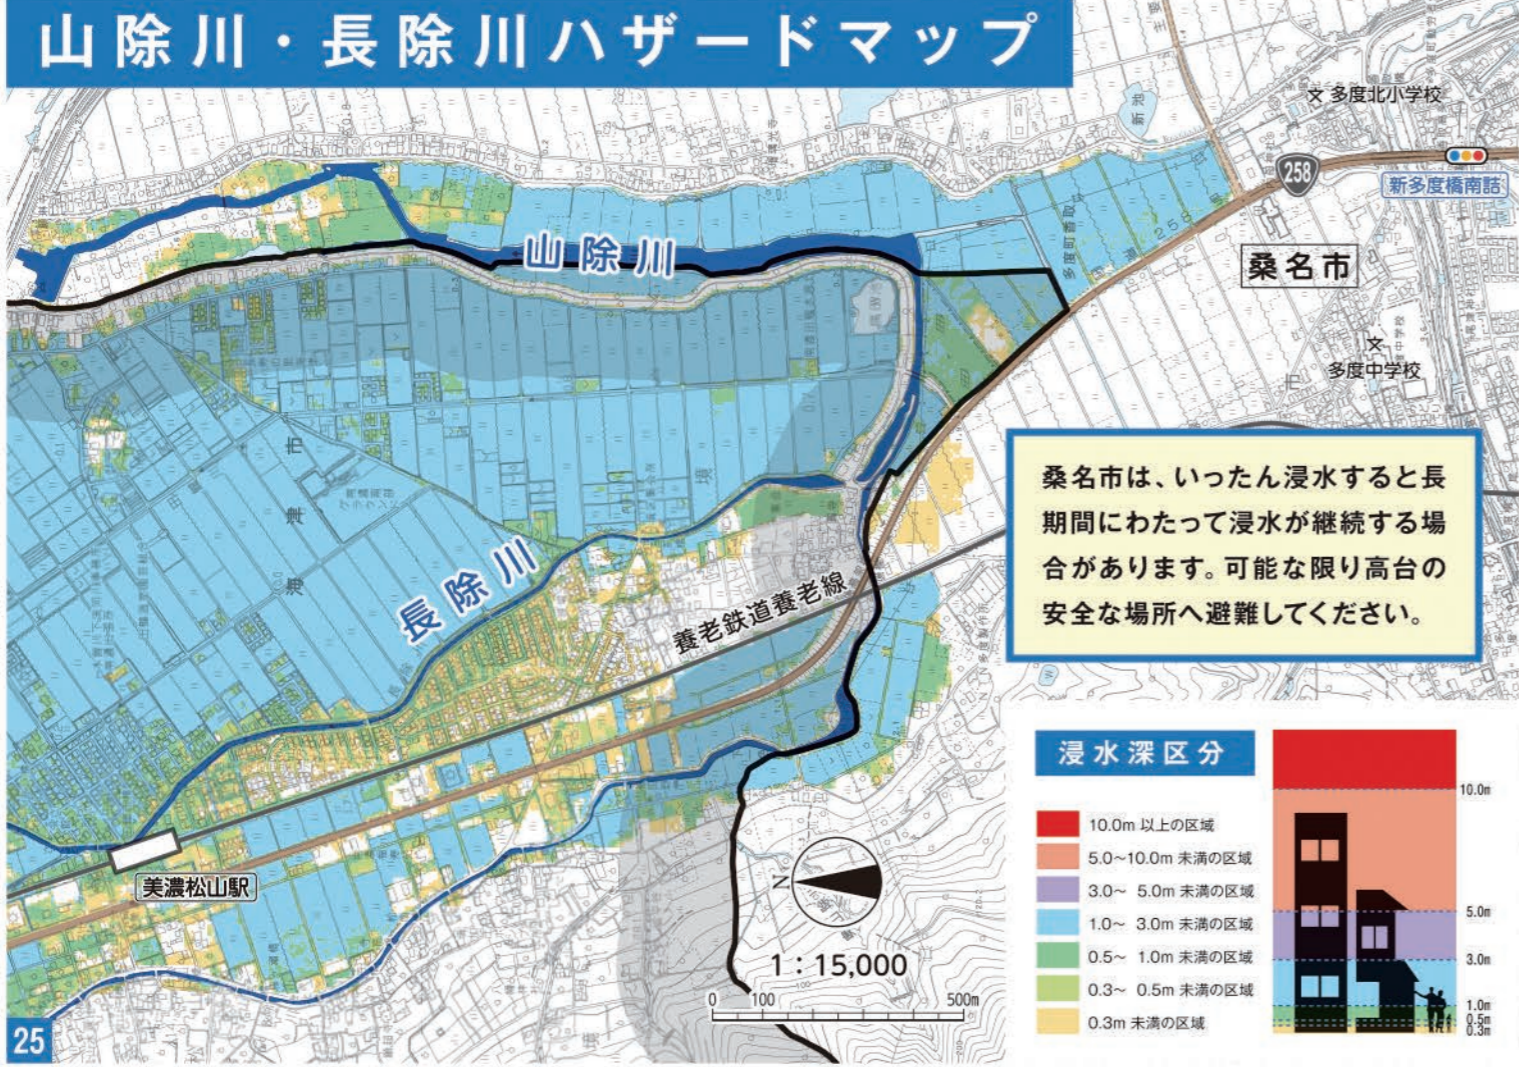 山除川・長除川ハザードマップ
多度北小学校
新池
258
新多度橋南詰
山除川
多度町香取
桑名市
多度中学校
海津市
桑名市は、いったん浸水すると長
期間にわたって浸水が継続する場
合があります。可能な限り高台の
安全な場所へ避難してください。
長除川
養老鉄道養老線
美濃松山駅
N
1：15,000
0 100 500m
浸水深区分
10.0m 以上の区域
5.0～10.0m 未満の区域
3.0～ 5.0m 未満の区域
1.0～ 3.0m 未満の区域
0.5～ 1.0m 未満の区域
0.3～ 0.5m 未満の区域
0.3m 未満の区域
10.0m
5.0m
3.0m
1.0m
0.5m
0.3m
25